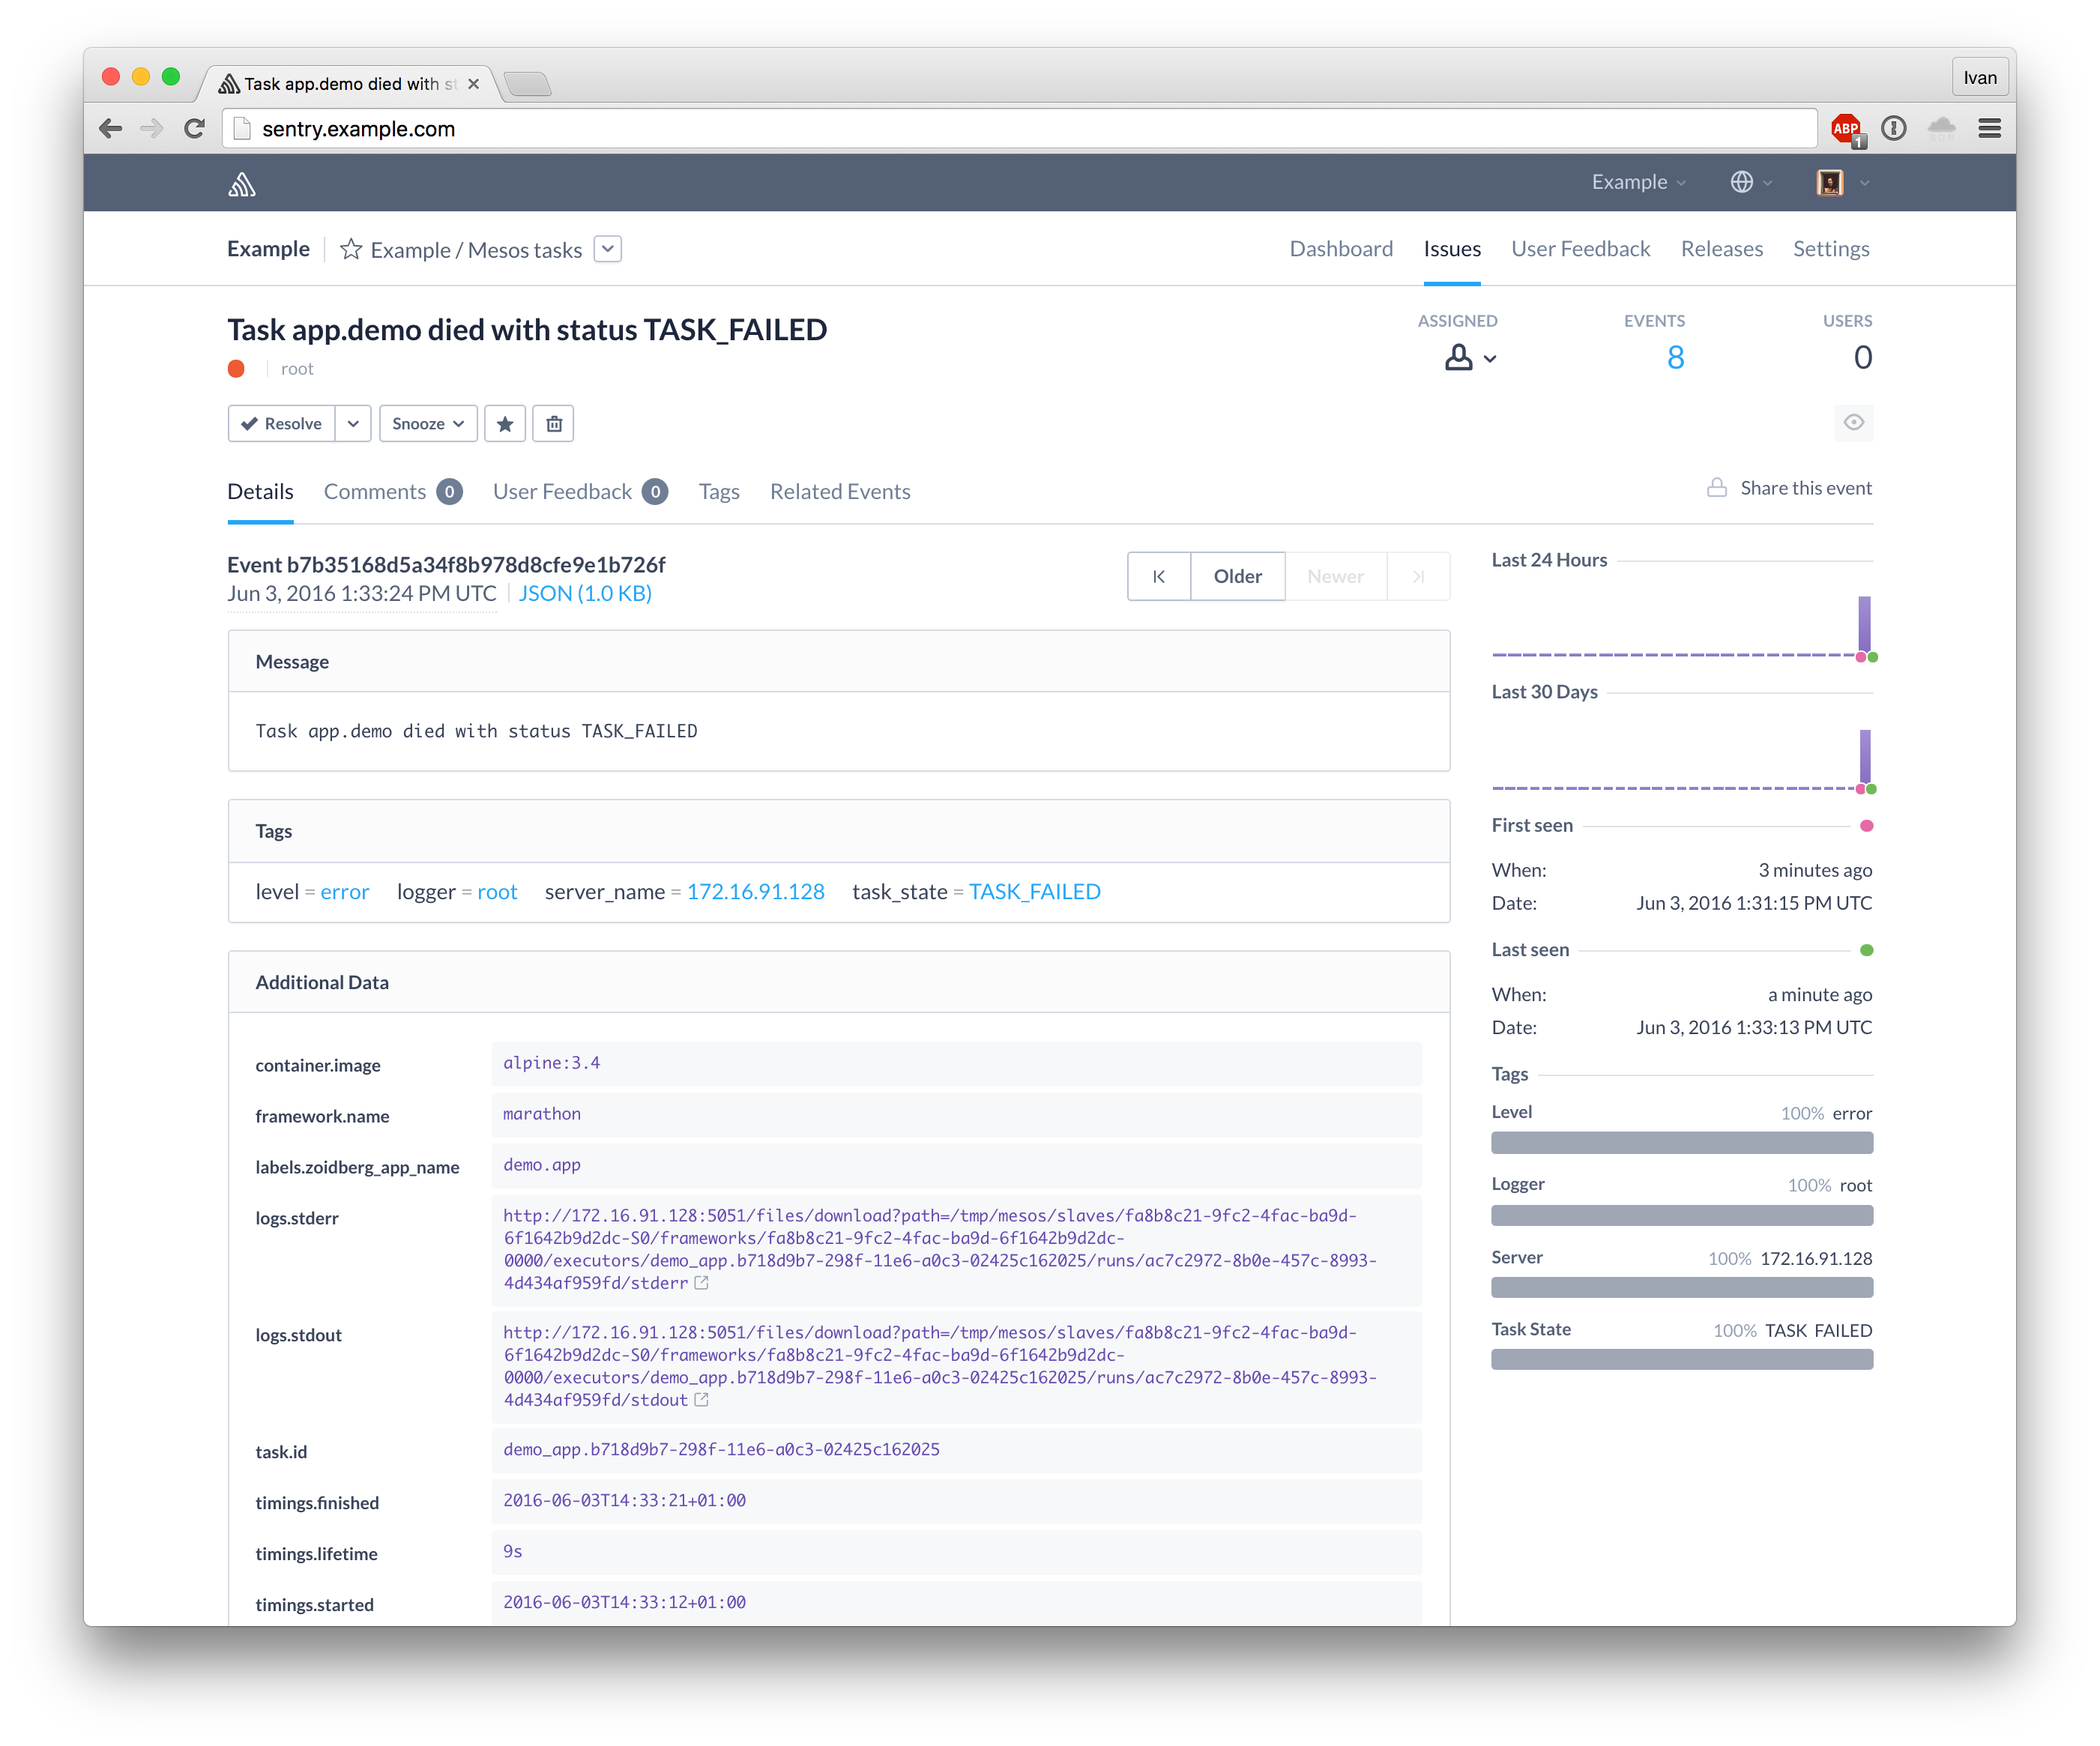 Task app.demo died with st
Ivan
sentry.example.com
ABP
1
Example
Example
Example / Mesos tasks
Dashboard
Issues
User Feedback
Releases
Settings
Task app.demo died with status TASK_FAILED
root
ASSIGNED
EVENTS
8
USERS
0
Resolve
Snooze
Details
Comments 0
User Feedback 0
Tags
Related Events
Share this event
Event b7b35168d5a34f8b978d8cfe9e1b726f
Jun 3, 2016 1:33:24 PM UTC
JSON (1.0 KB)
Older
Newer
Message
Task app.demo died with status TASK_FAILED
Tags
level = error
logger = root
server_name = 172.16.91.128
task_state = TASK_FAILED
Additional Data
container.image
alpine:3.4
framework.name
marathon
labels.zoidberg_app_name
demo.app
logs.stderr
http://172.16.91.128:5051/files/download?path=/tmp/mesos/slaves/fa8b8c21-9fc2-4fac-ba9d-
6f1642b9d2dc-S0/frameworks/fa8b8c21-9fc2-4fac-ba9d-6f1642b9d2dc-
0000/executors/demo_app.b718d9b7-298f-11e6-a0c3-02425c162025/runs/ac7c2972-8b0e-457c-8993-
4d434af959fd/stderr
logs.stdout
http://172.16.91.128:5051/files/download?path=/tmp/mesos/slaves/fa8b8c21-9fc2-4fac-ba9d-
6f1642b9d2dc-S0/frameworks/fa8b8c21-9fc2-4fac-ba9d-6f1642b9d2dc-
0000/executors/demo_app.b718d9b7-298f-11e6-a0c3-02425c162025/runs/ac7c2972-8b0e-457c-8993-
4d434af959fd/stdout
task.id
demo_app.b718d9b7-298f-11e6-a0c3-02425c162025
timings.finished
2016-06-03T14:33:21+01:00
timings.lifetime
9s
timings.started
2016-06-03T14:33:12+01:00
Last 24 Hours
Last 30 Days
First seen
When:
3 minutes ago
Date:
Jun 3, 2016 1:31:15 PM UTC
Last seen
When:
a minute ago
Date:
Jun 3, 2016 1:33:13 PM UTC
Tags
Level
100% error
Logger
100% root
Server
100% 172.16.91.128
Task State
100% TASK FAILED